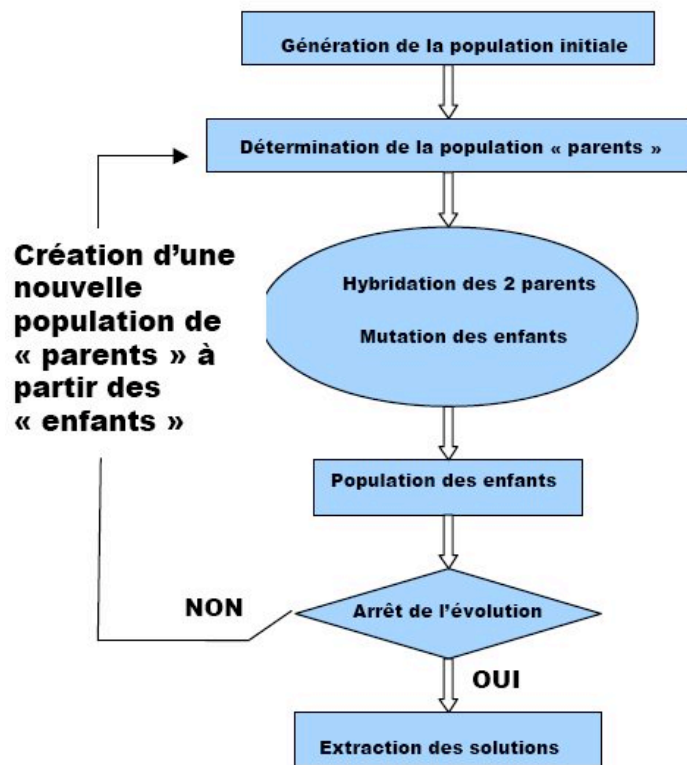 Génération de la population initiale
Détermination de la population « parents »
Création d'une
nouvelle
population de
« parents » à
partir des
« enfants »
Hybridation des 2 parents
Mutation des enfants
Population des enfants
Arrêt de l'évolution
NON
OUI
Extraction des solutions